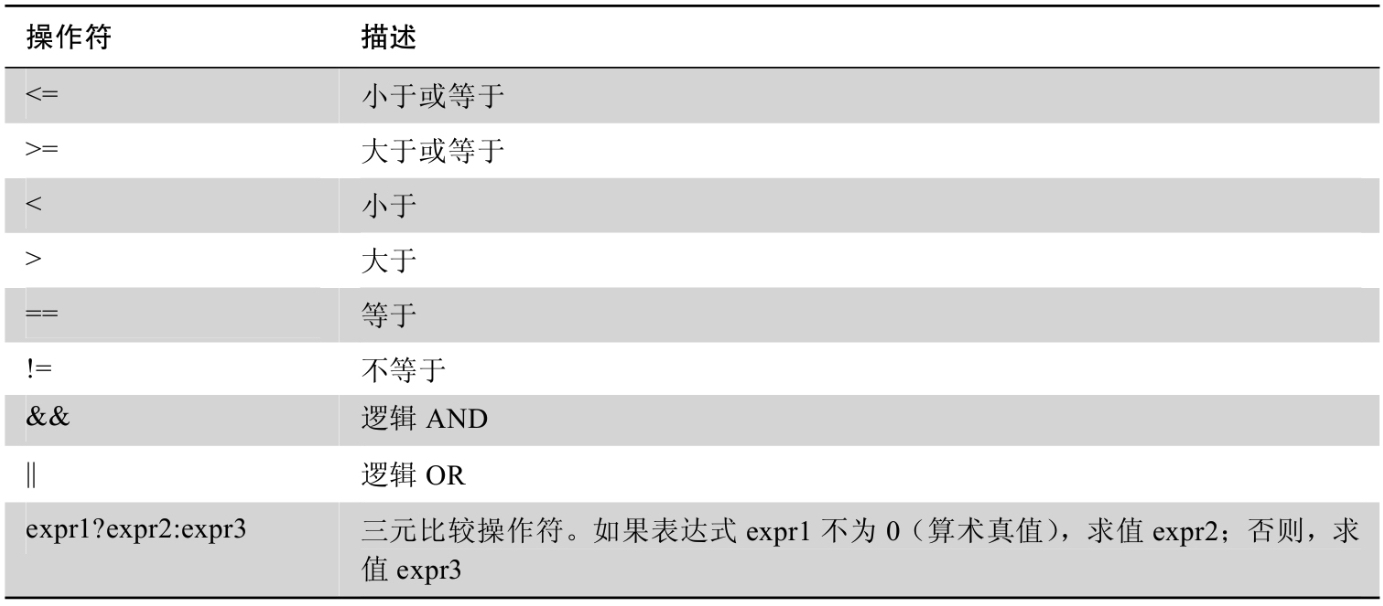 操作符 描述
<= 小于或等于
>= 大于或等于
< 小于
> 大于
== 等于
!= 不等于
&& 逻辑 AND
|| 逻辑 OR
expr1?expr2:expr3 三元比较操作符。如果表达式 expr1 不为 0（算术真值），求值 expr2；否则，求
值 expr3